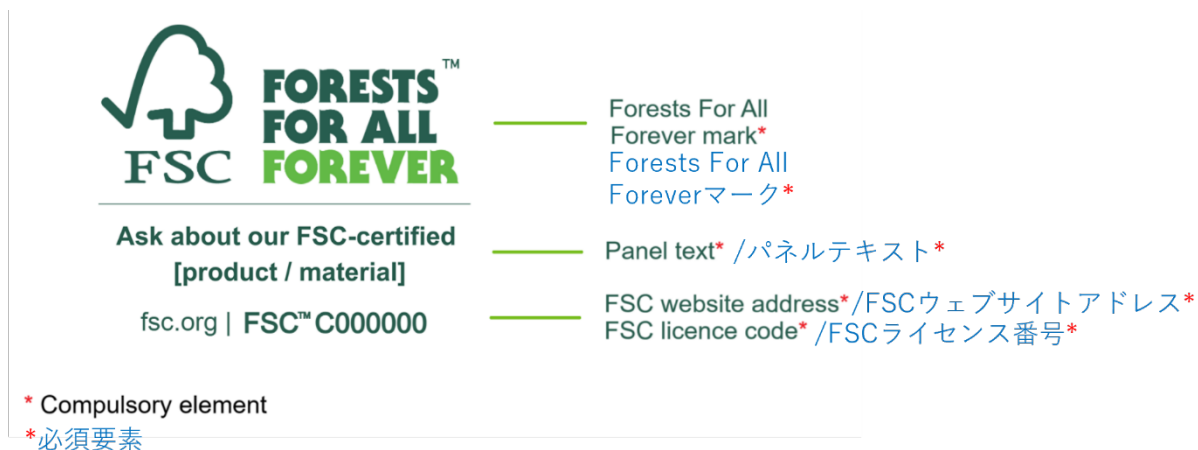 FORESTS™
FOR ALL
FOREVER
FSC
Ask about our FSC-certified
[product / material]
fsc.org | FSC™ C000000
Forests For All
Forever mark*
Forests For All
Foreverマーク*
Panel text* /パネルテキスト*
FSC website address*/FSCウェブサイトアドレス*
FSC licence code* /FSCライセンス番号*
* Compulsory element
*必須要素